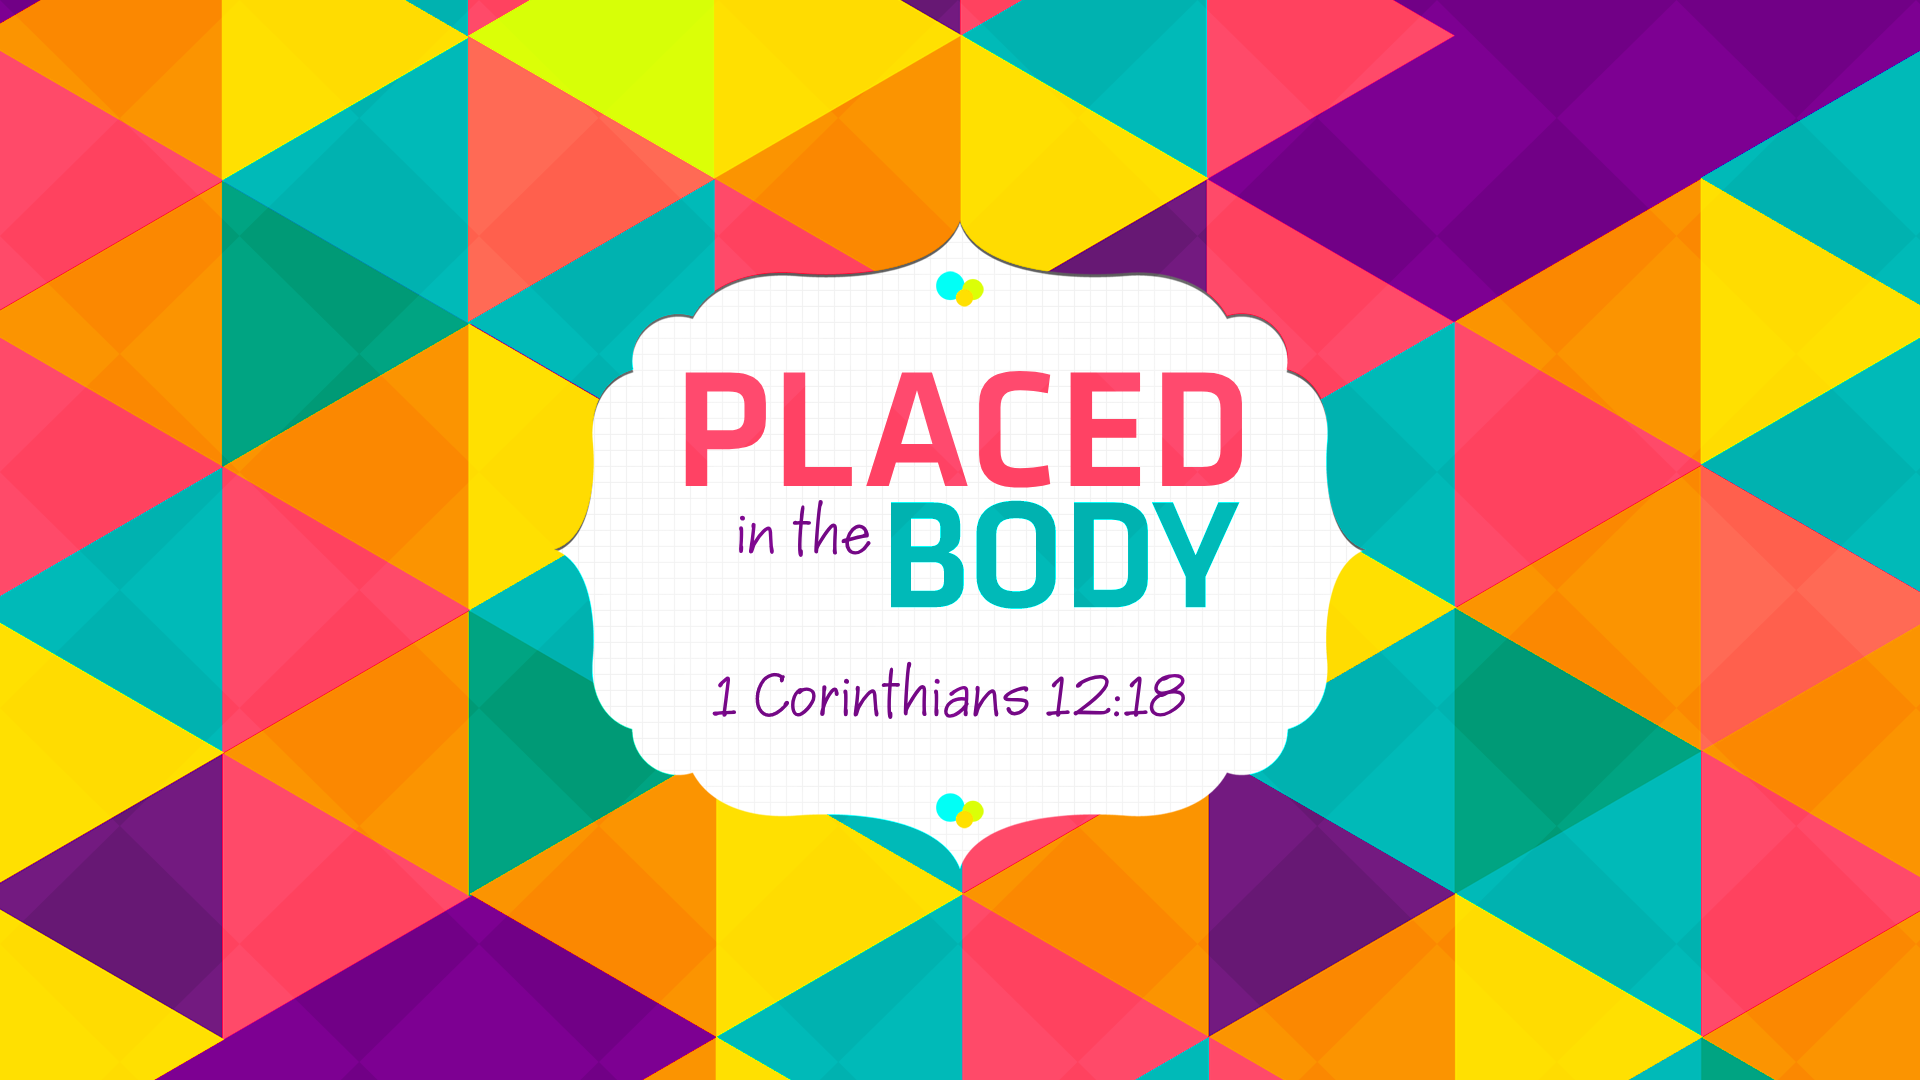 PLACED
in the BODY
1 Corinthians 12:18